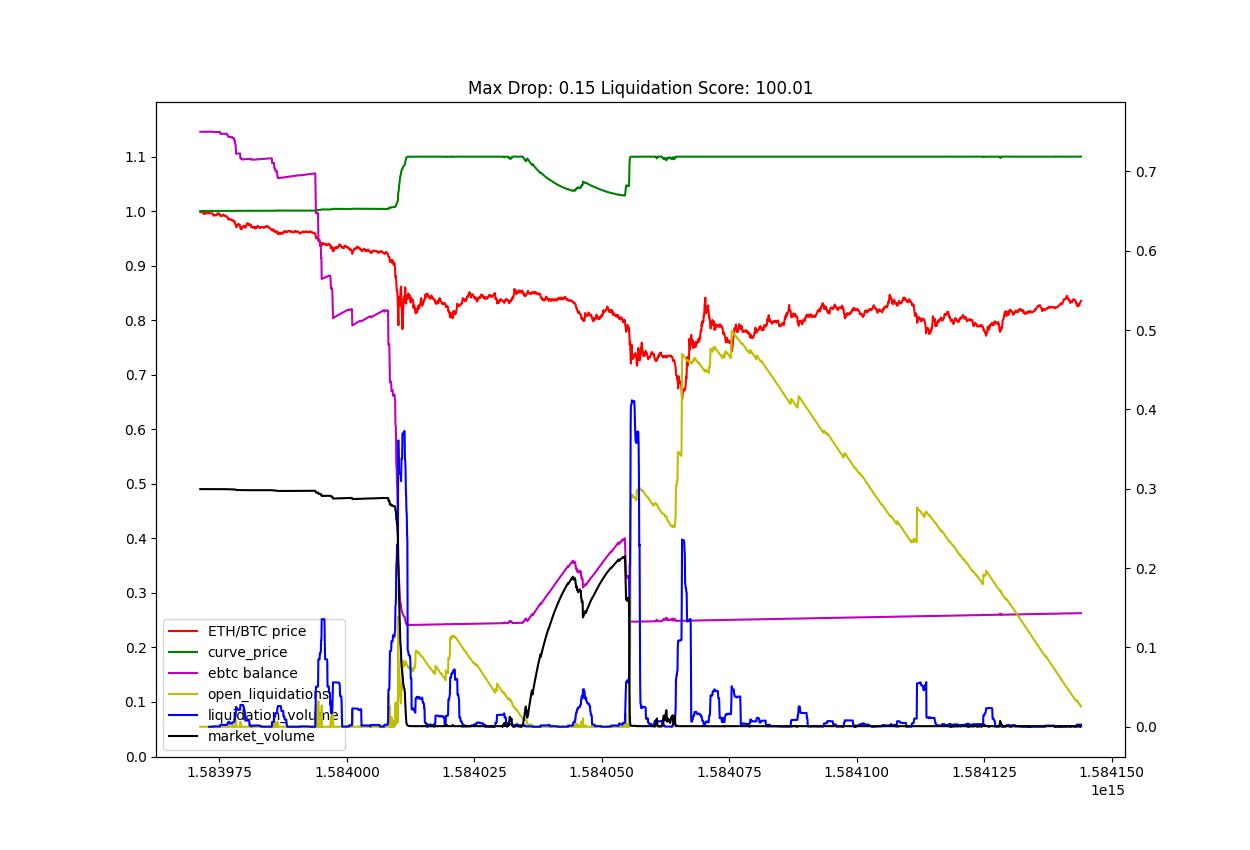 Max Drop: 0.15 Liquidation Score: 100.01
1.1
1.0
0.9
0.8
0.7
0.6
0.5
0.4
0.3
0.2
0.1
0.0
0.7
0.6
0.5
0.4
0.3
0.2
0.1
0.0
ETH/BTC price
curve_price
ebtc balance
open_liquidations
liquidation_volume
market_volume
1.583975 1.584000 1.584025 1.584050 1.584075 1.584100 1.584125 1.584150
1e15